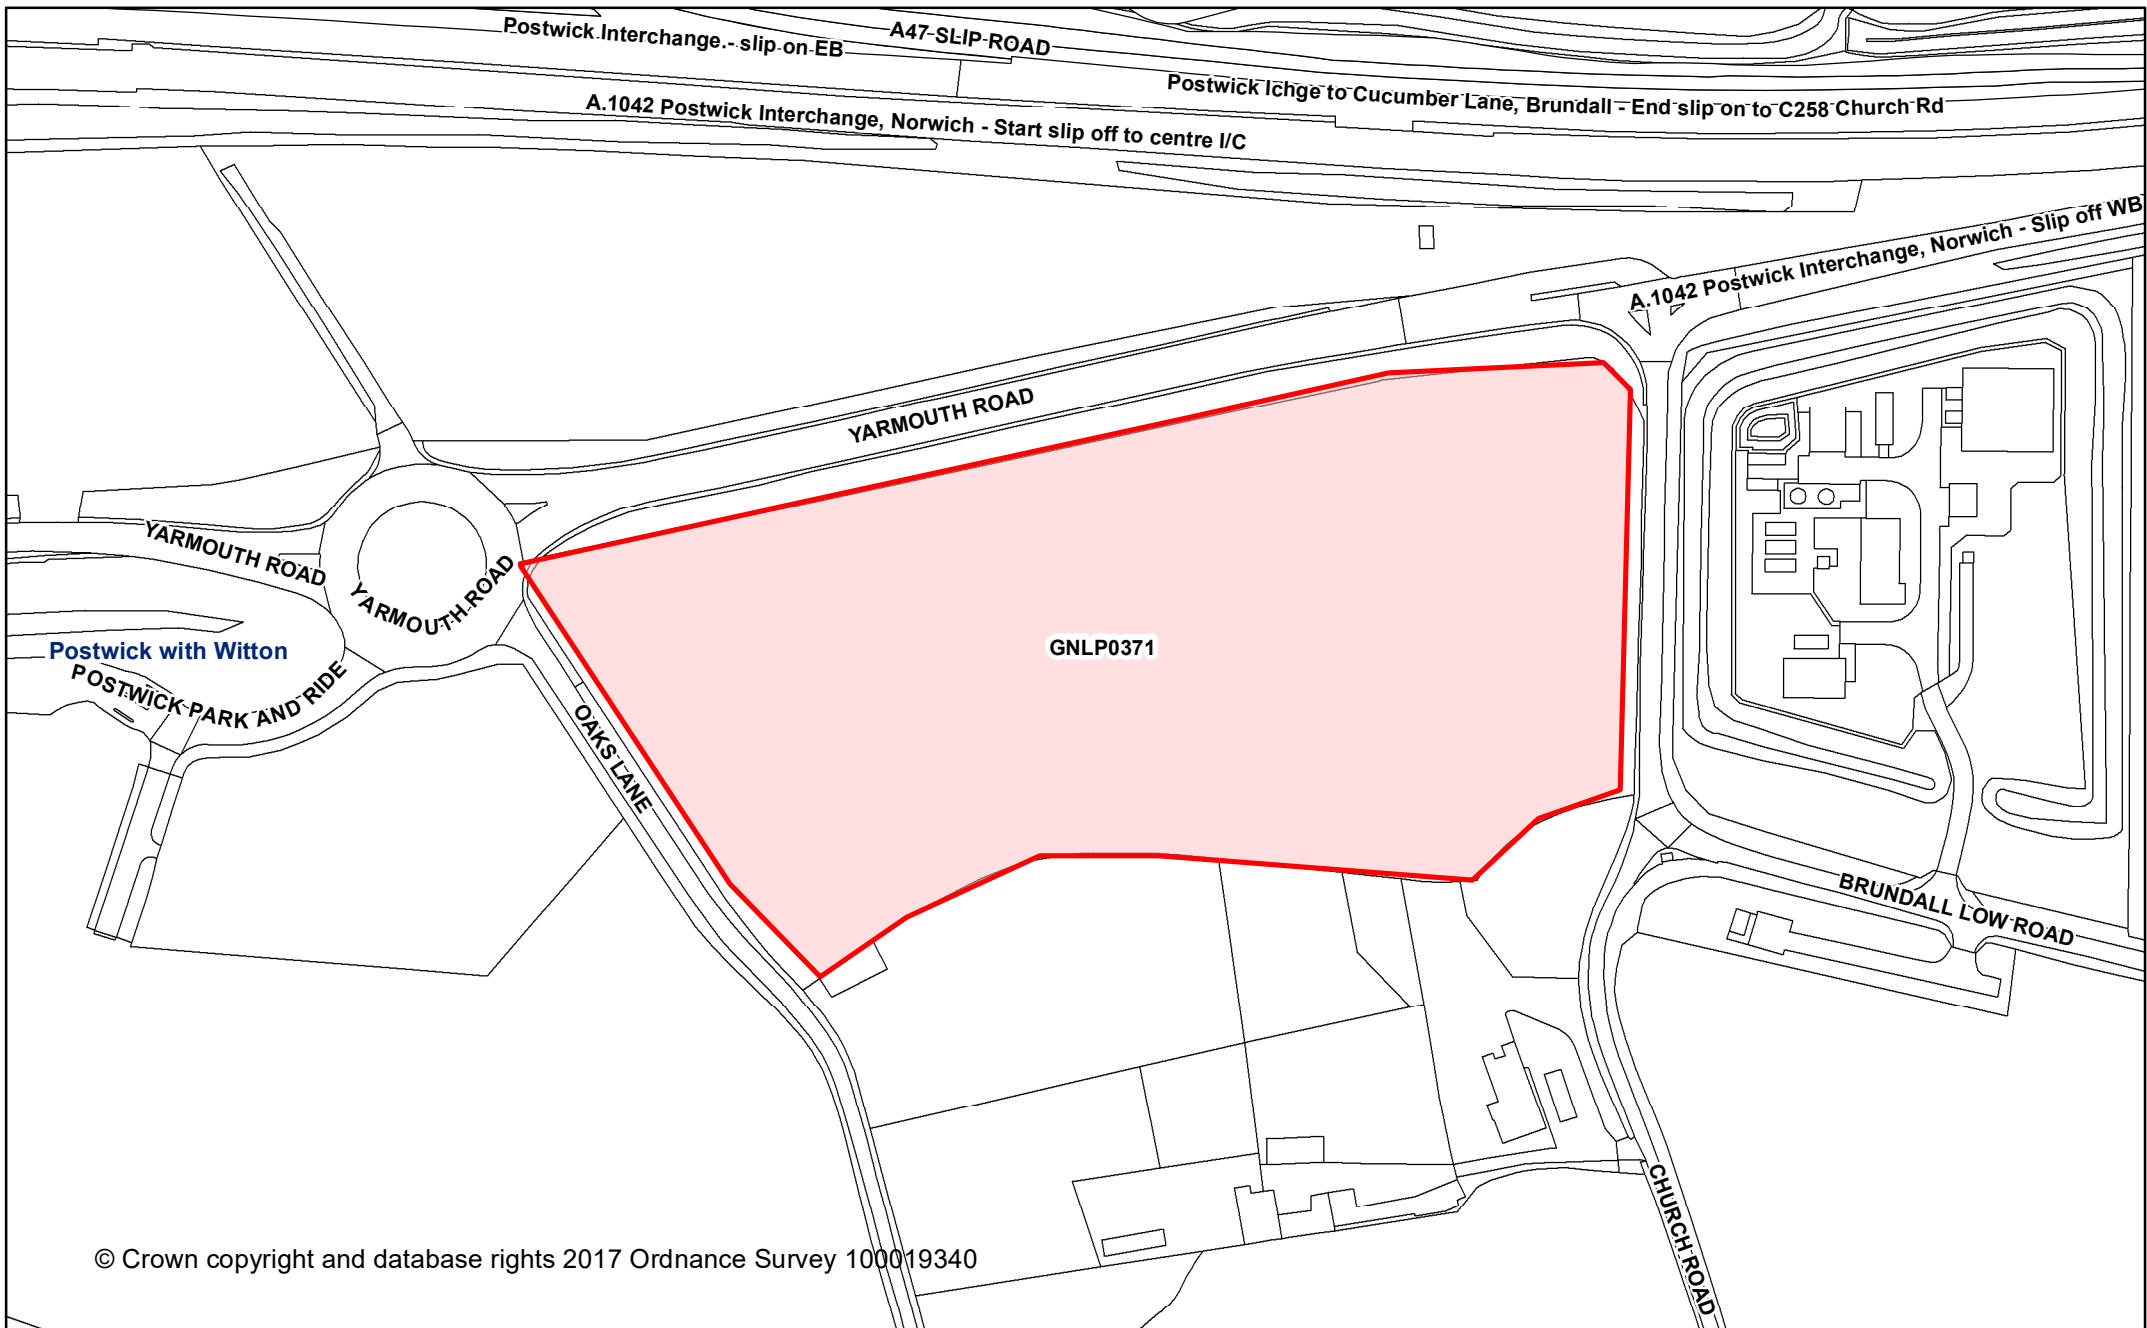 Postwick Interchange - slip on EB
A47 SLIP ROAD
Postwick Ichge to Cucumber Lane, Brundall - End slip on to C258 Church Rd
A.1042 Postwick Interchange, Norwich - Start slip off to centre I/C
A.1042 Postwick Interchange, Norwich - Slip off WB
YARMOUTH ROAD
YARMOUTH ROAD
YARMOUTH ROAD
Postwick with Witton
GNLP0371
POSTWICK PARK AND RIDE
OAKS LANE
BRUNDALL LOW ROAD
CHURCH ROAD
© Crown copyright and database rights 2017 Ordnance Survey 100019340